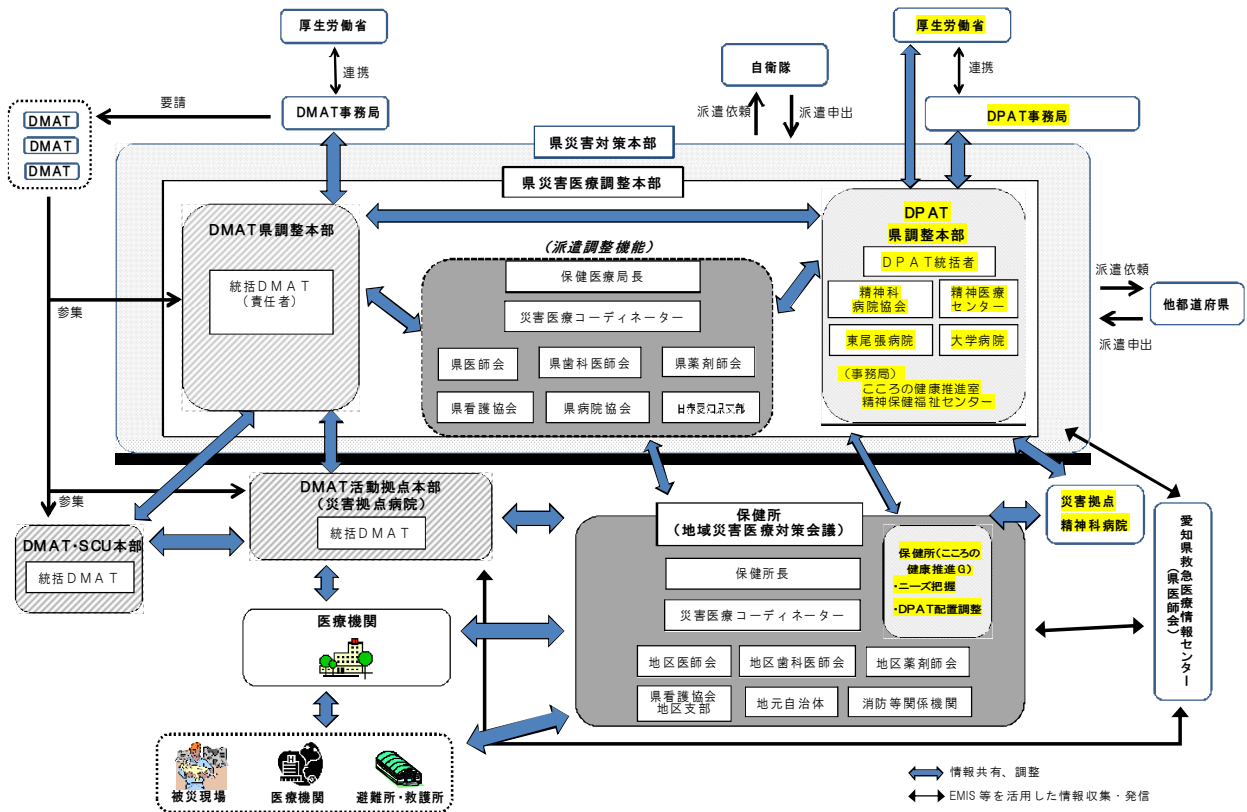 厚生労働省
連携
DMAT事務局
要請
DMAT
DMAT
DMAT
自衛隊
派遣依頼
派遣申出
厚生労働省
連携
DPAT事務局
県災害対策本部
県災害医療調整本部
DMAT県調整本部
統括DMAT
(責任者)
参集
(派遣調整機能)
保健医療局長
災害医療コーディネーター
県医師会
県歯科医師会
県薬剤師会
県看護協会
県病院協会
DPAT
県調整本部
DPAT統括者
精神科
病院協会
精神医療
センター
東尾張病院
大学病院
(事務局)
こころの健康推進室
精神保健福祉センター
派遣依頼
派遣申出
他都道府県
参集
DMAT活動拠点本部
(災害拠点病院)
統括DMAT
DMAT・SCU本部
統括DMAT
医療機関
被災現場
医療機関
避難所・救護所
保健所
(地域災害医療対策会議)
保健所長
災害医療コーディネーター
地区医師会
地区歯科医師会
地区薬剤師会
県看護協会
地区支部
地元自治体
消防等関係機関
保健所(こころの
健康推進G)
・ニーズ把握
・DPAT配置調整
災害拠点
精神科病院
愛知県救急医療情報センター
(県医師会)
情報共有、調整
EMIS等を活用した情報収集・発信